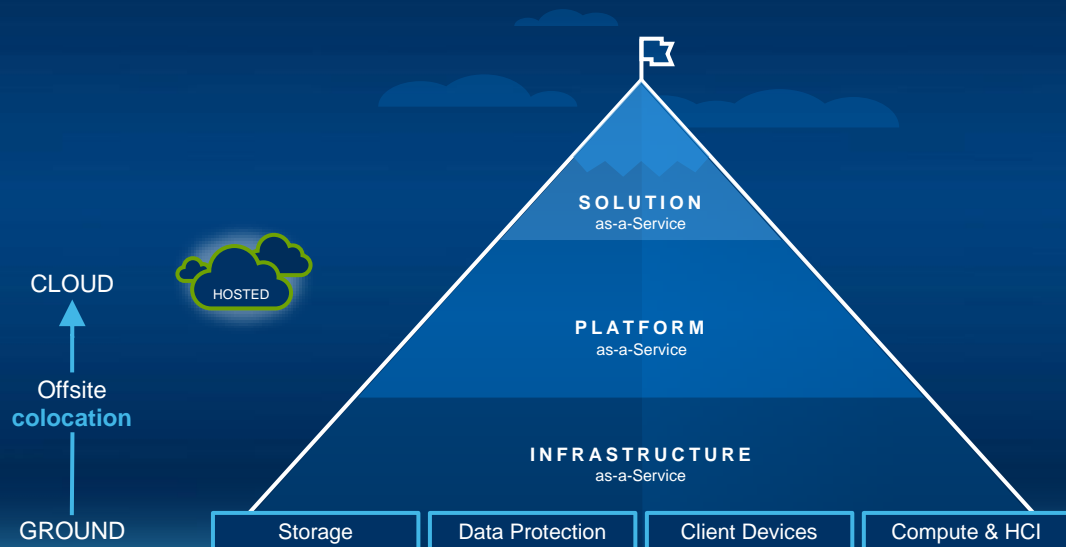 SOLUTION
as-a-Service
CLOUD
HOSTED
PLATFORM
as-a-Service
Offsite
colocation
INFRASTRUCTURE
as-a-Service
GROUND
Storage
Data Protection
Client Devices
Compute & HCI